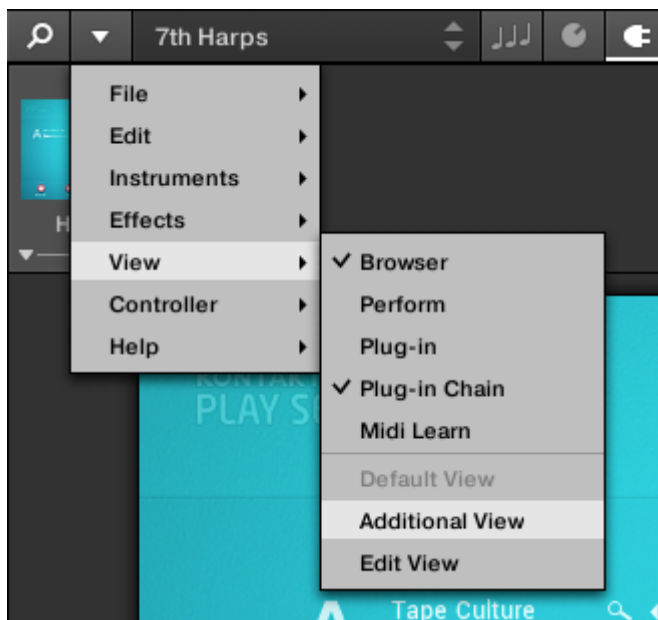 7th Harps
File
Edit
Instruments
Effects
View
Controller
Help
Browser
Perform
Plug-in
Plug-in Chain
Midi Learn
Default View
Additional View
Edit View
PLAY
Tape Culture